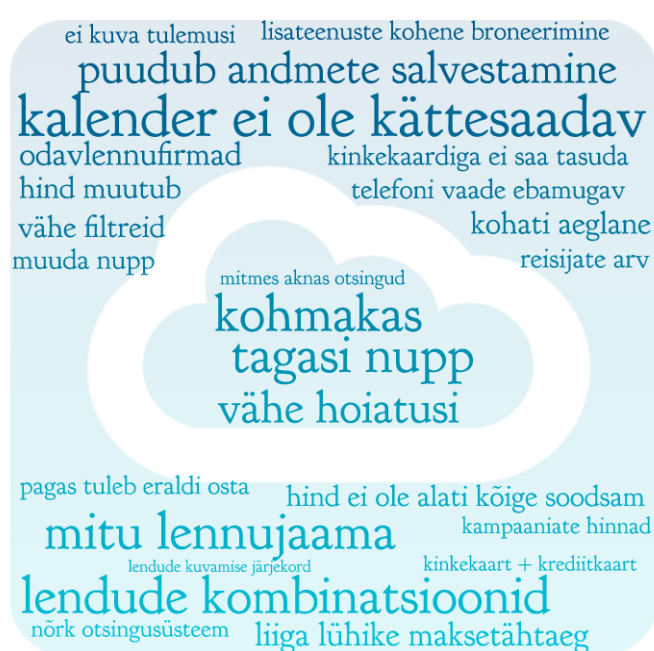 ei kuva tulemusi
lisateenuste kohene broneerimine
puudub andmete salvestamine
kalender ei ole kättesaadav
odavlennufirmad
kinkekaardiga ei saa tasuda
hind muutub
telefoni vaade ebamugav
vähe filtreid
kohati aeglane
muuda nupp
reisijate arv
mitmes aknas otsingud
kohmakas
tagasi nupp
vähe hoiatusi
pagas tuleb eraldi osta
hind ei ole alati kõige soodsam
mitu lennujaama
kampaaniate hinnad
lendude kuvamise järjekord
kinkekaart + krediitkaart
lendude kombinatsioonid
nõrk otsingusüsteem
liiga lühike maksetähtaeg